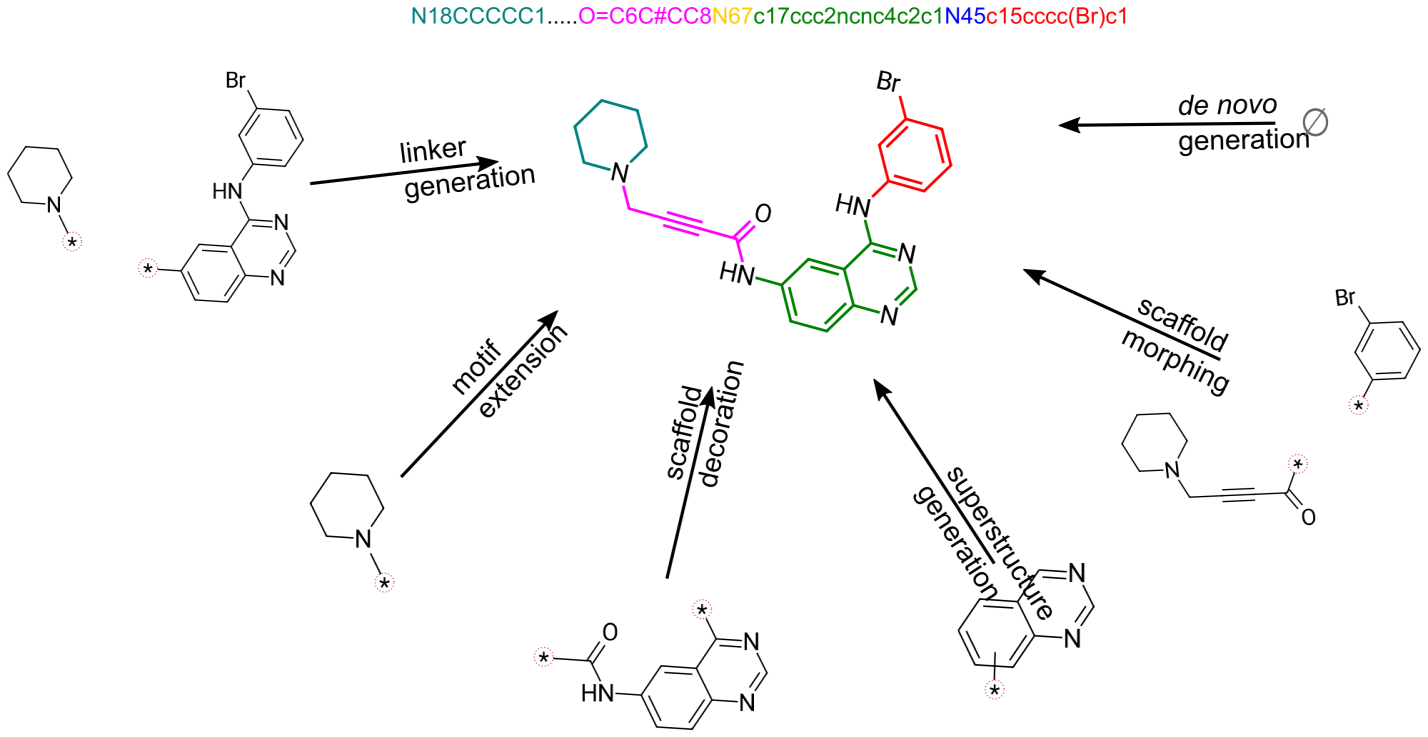 N18CCCCC1.....O=C6C#CC8N67c17ccc2ncnc4c2c1N45c15cccc(Br)c1
Br
HN
N
N
N
*
*
linker
generation
N
O
HN
Br
HN
N
N
de novo
generation
∅
scaffold
morphing
Br
*
N
*
O
motif
extension
N
*
scaffold
decoration
*
O
*
HN
N
N
superstructure
generation
N
N
*